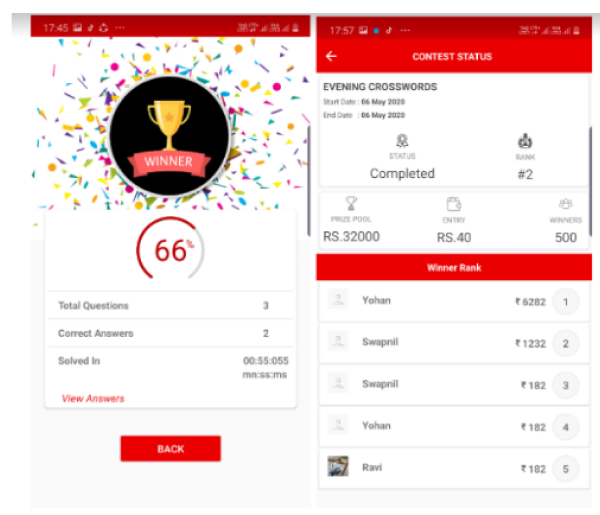 17:45
WINNER
66%
Total Questions 3
Correct Answers 2
Solved In 00:55:055
mn:ss:ms
View Answers
BACK
17:57
CONTEST STATUS
EVENING CROSSWORDS
Start Date : 06 May 2020
End Date : 06 May 2020
STATUS RANK
Completed #2
PRIZE POOL ENTRY WINNERS
RS.32000 RS.40 500
Winner Rank
Yohan ₹ 6282 1
Swapnil ₹ 1232 2
Swapnil ₹ 182 3
Yohan ₹ 182 4
Ravi ₹ 182 5